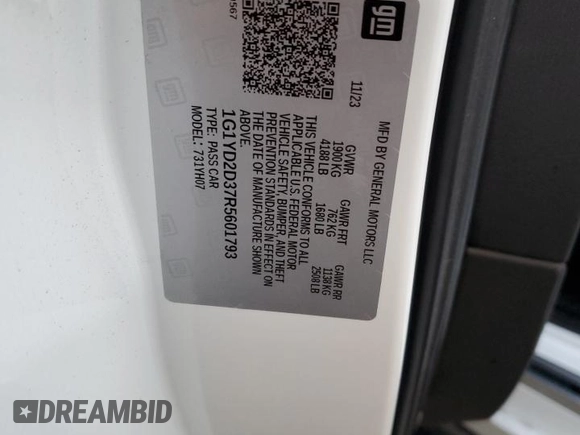 gm
0567
MFD BY GENERAL MOTORS LLC
11/23
GVWR
1900 KG
4188 LB
GAWR FRT
762 KG
1680 LB
GAWR RR
1138 KG
2508 LB
THIS VEHICLE CONFORMS TO ALL
APPLICABLE U.S. FEDERAL MOTOR
VEHICLE SAFETY, BUMPER, AND THEFT
PREVENTION STANDARDS IN EFFECT ON
THE DATE OF MANUFACTURE SHOWN
ABOVE.
1G1YD2D37R5601793
TYPE: PASS CAR
MODEL: 731YH07
DREAMBID